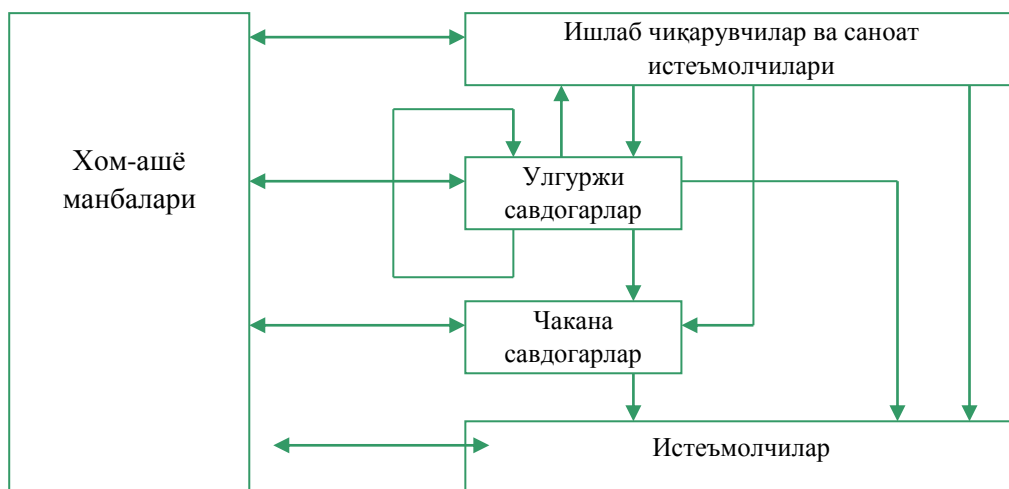 Ишлаб чиқарувчилар ва саноат
истеъмолчилари
Хом-ашё
манбалари
Улгуржи
савдогарлар
Чакана
савдогарлар
Истеъмолчилар